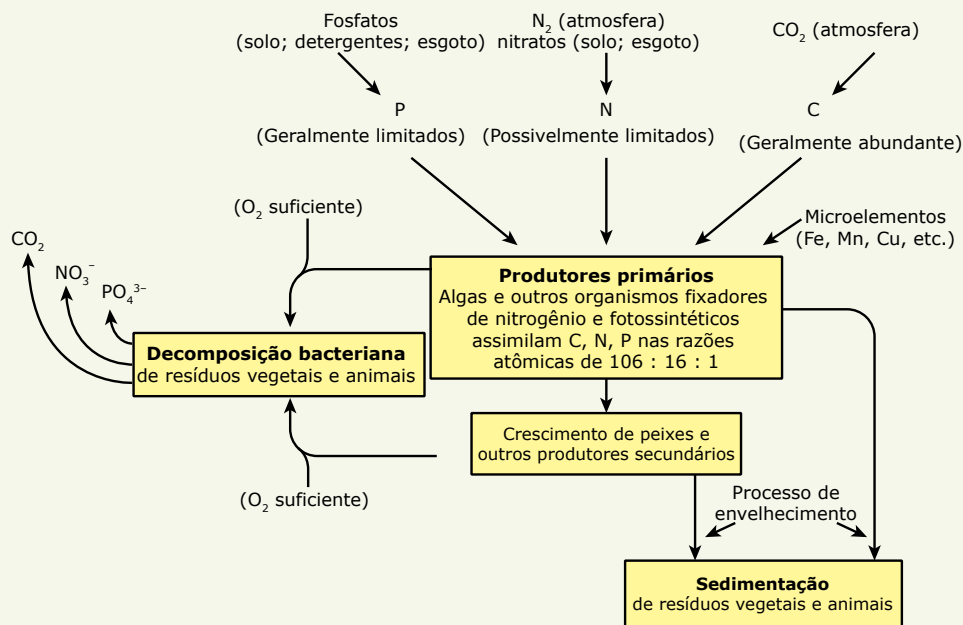 Fosfatos
(solo; detergentes; esgoto)
N₂ (atmosfera)
nitratos (solo; esgoto)
CO₂ (atmosfera)
P
(Geralmente limitados)
N
(Possivelmente limitados)
C
(Geralmente abundante)
(O₂ suficiente)
Microelementos
(Fe, Mn, Cu, etc.)
CO₂
NO₃⁻
PO₄³⁻
Produtores primários
Algas e outros organismos fixadores
de nitrogênio e fotossintéticos
assimilam C, N, P nas razões
atômicas de 106 : 16 : 1
Decomposição bacteriana
de resíduos vegetais e animais
Crescimento de peixes e
outros produtores secundários
(O₂ suficiente)
Processo de
envelhecimento
Sedimentação
de resíduos vegetais e animais